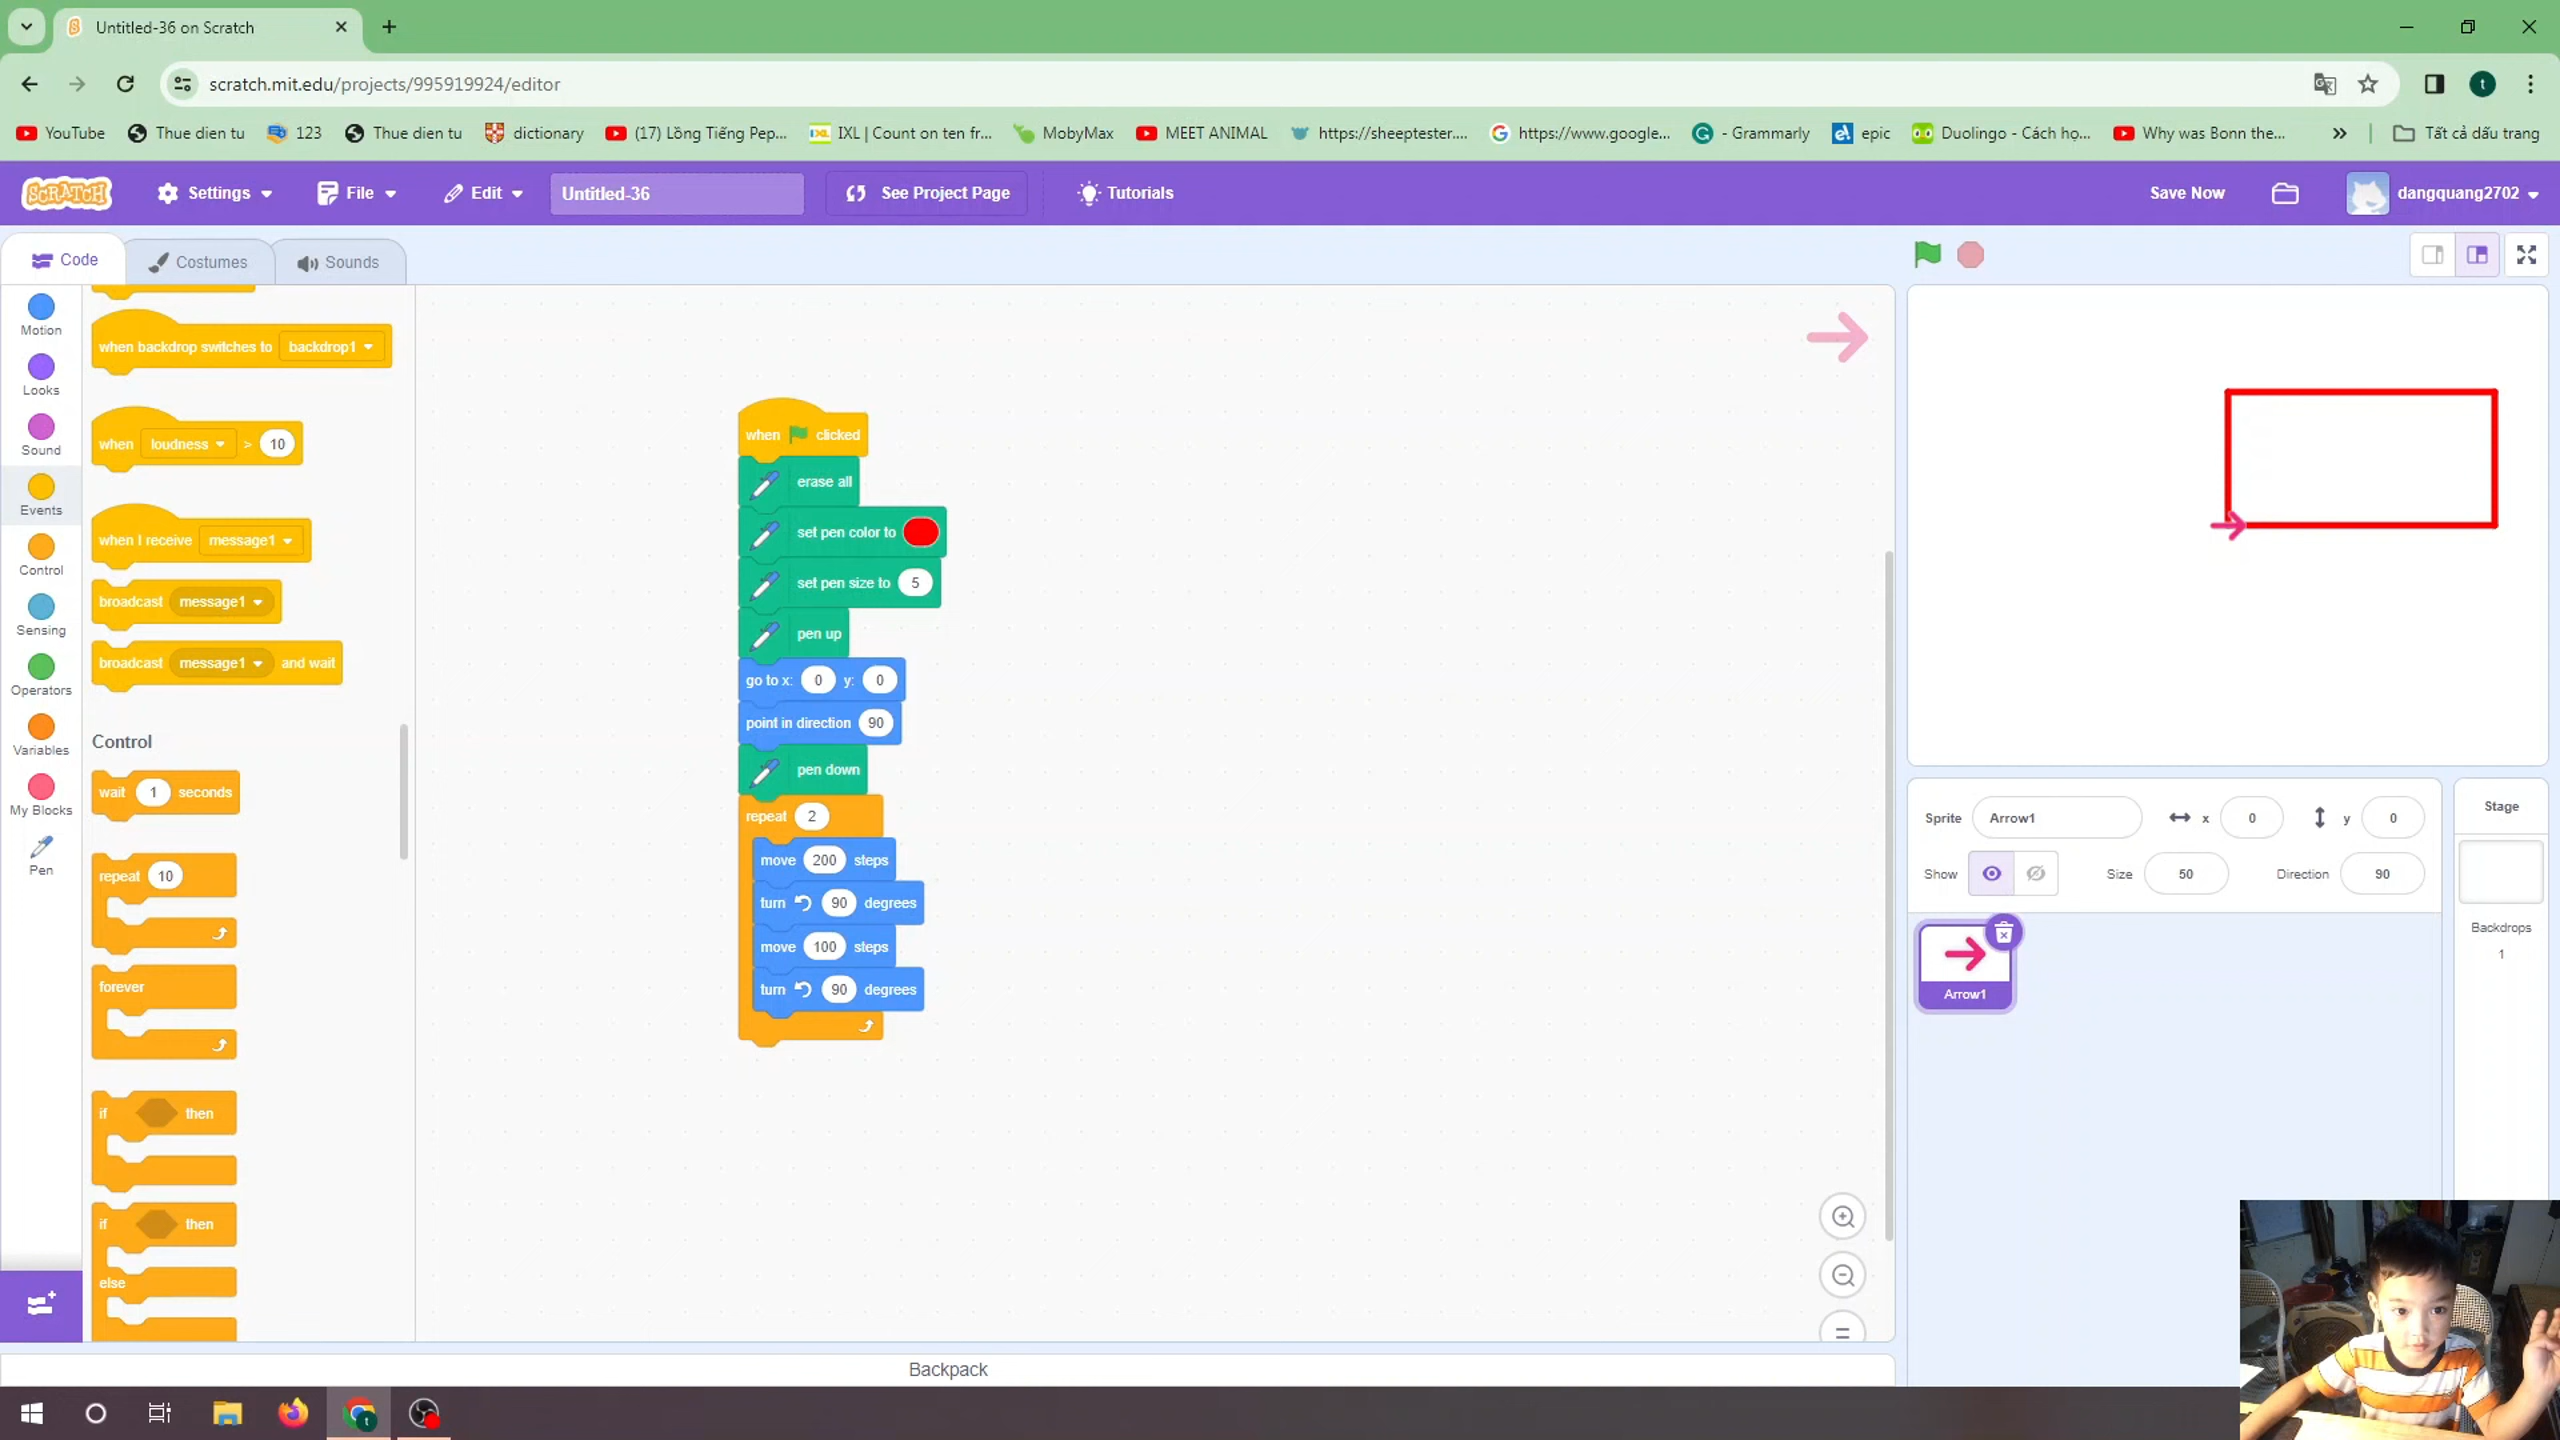 Untitled-36 on Scratch
scratch.mit.edu/projects/995919924/editor
YouTube Thue dien tu 123 Thue dien tu dictionary (17) Lồng Tiếng Pep... IXL | Count on ten fr... MobyMax MEET ANIMAL https://sheeptester.... https://www.google... - Grammarly epic Duolingo - Cách họ... Why was Bonn the... Tất cả dấu trang
SCRATCH Settings File Edit Untitled-36 See Project Page Tutorials Save Now dangquang2702
Code Costumes Sounds
Motion
Looks
Sound
Events
Control
Sensing
Operators
Variables
My Blocks
Pen
when backdrop switches to backdrop1
when loudness > 10
when I receive message1
broadcast message1
broadcast message1 and wait
Control
wait 1 seconds
repeat 10
forever
if then
if then
else
when clicked
erase all
set pen color to
set pen size to 5
pen up
go to x: 0 y: 0
point in direction 90
pen down
repeat 2
move 200 steps
turn 90 degrees
move 100 steps
turn 90 degrees
Backpack
Sprite Arrow1 x 0 y 0
Show Size 50 Direction 90
Arrow1
Stage
Backdrops
1
t
t